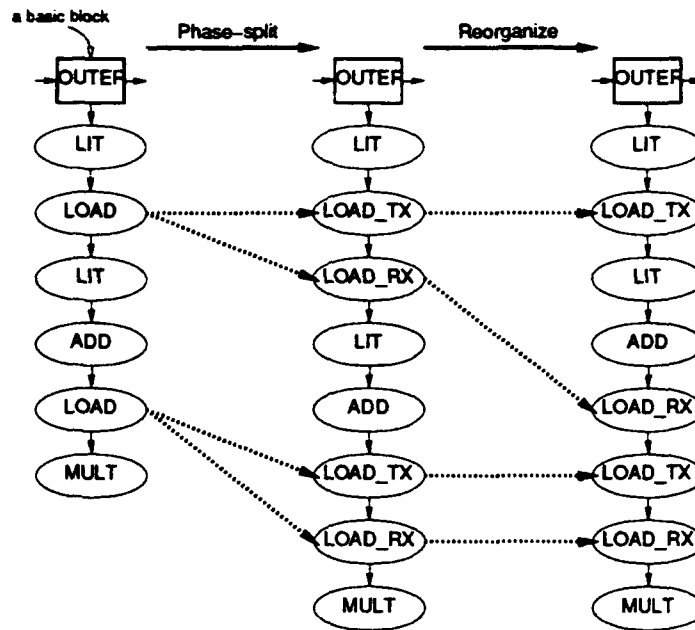 a basic block
Phase-split
Reorganize
OUTER
OUTER
OUTER
LIT
LIT
LIT
LOAD
LOAD_TX
LOAD_TX
LIT
LOAD_RX
LIT
ADD
LIT
ADD
LOAD
ADD
LOAD_RX
MULT
LOAD_TX
LOAD_TX
LOAD_RX
LOAD_RX
MULT
MULT